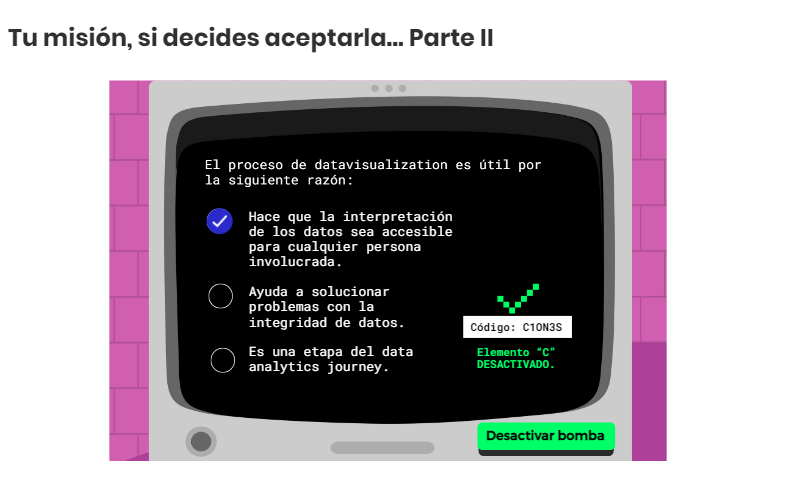 Tu misión, si decides aceptarla... Parte II
El proceso de datavisualization es útil por
la siguiente razón:
Hace que la interpretación
de los datos sea accesible
para cualquier persona
involucrada.
Ayuda a solucionar
problemas con la
integridad de datos.
Es una etapa del data
analytics journey.
Código: C1ON3S
Elemento “C”
DESACTIVADO.
Desactivar bomba